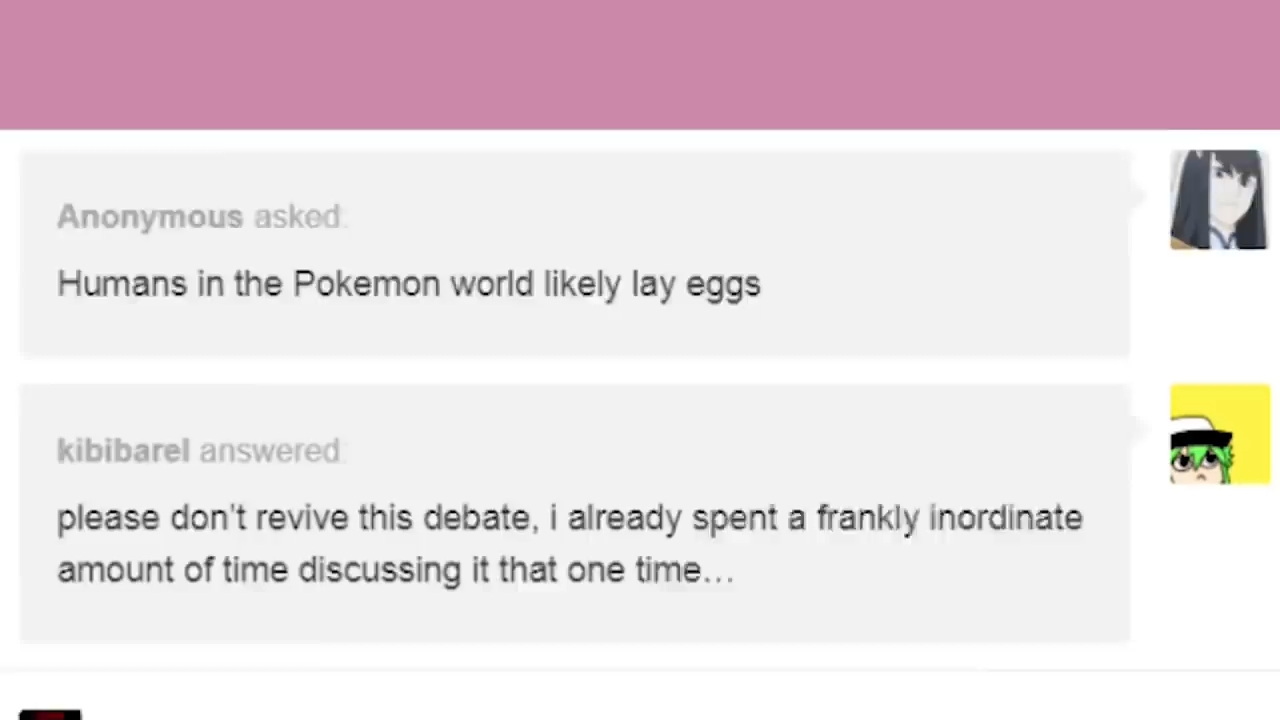 Anonymous asked:
Humans in the Pokemon world likely lay eggs
kibibarel answered:
please don't revive this debate, i already spent a frankly inordinate
amount of time discussing it that one time...